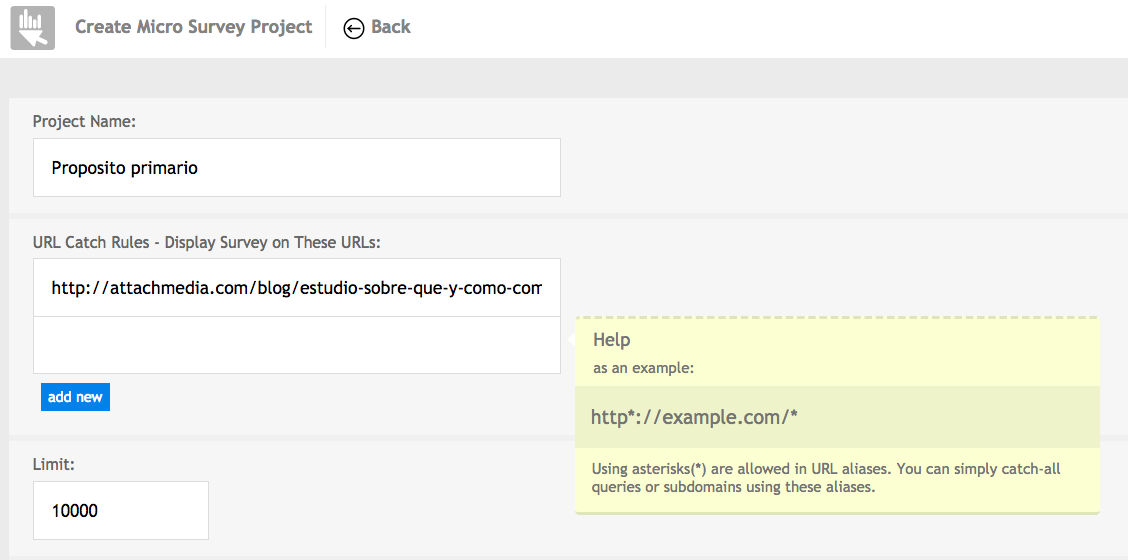 Create Micro Survey Project
Back
Project Name:
Proposito primario
URL Catch Rules - Display Survey on These URLs:
http://attachmedia.com/blog/estudio-sobre-que-y-como-com
add new
Help
as an example:
http*://example.com/*
Using asterisks(*) are allowed in URL aliases. You can simply catch-all
queries or subdomains using these aliases.
Limit:
10000